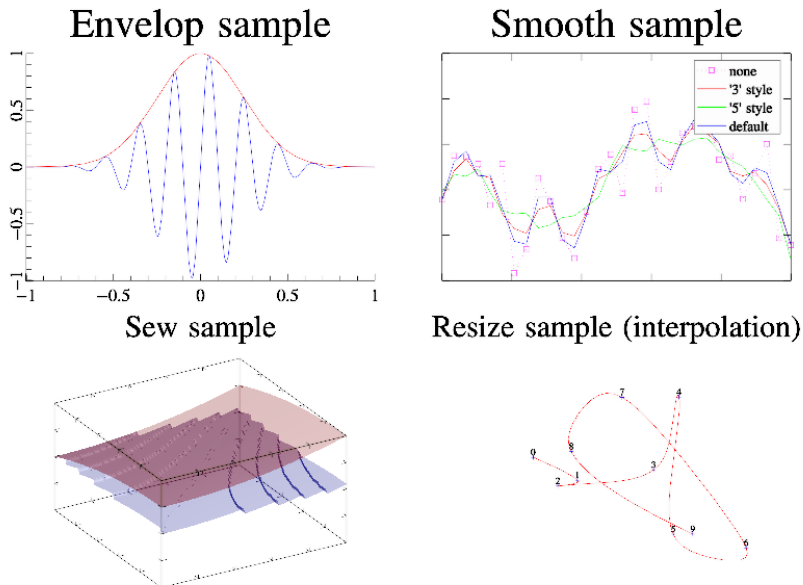 Envelop sample
1
0.5
0
−0.5
−1
−1
−0.5
0
0.5
1
Smooth sample
none
'3' style
'5' style
default
Sew sample
Resize sample (interpolation)
7
4
8
0
3
1
2
5
9
6